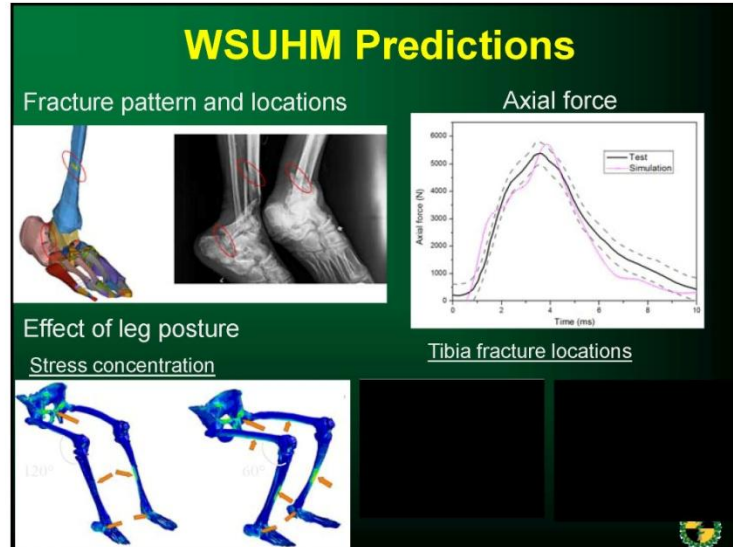 WSUHM Predictions
Fracture pattern and locations
Axial force
6000
5000
4000
3000
2000
1000
0
Axial force (N)
Test
Simulation
0 2 4 6 8 10
Time (ms)
Effect of leg posture
Stress concentration
Tibia fracture locations
120°
60°